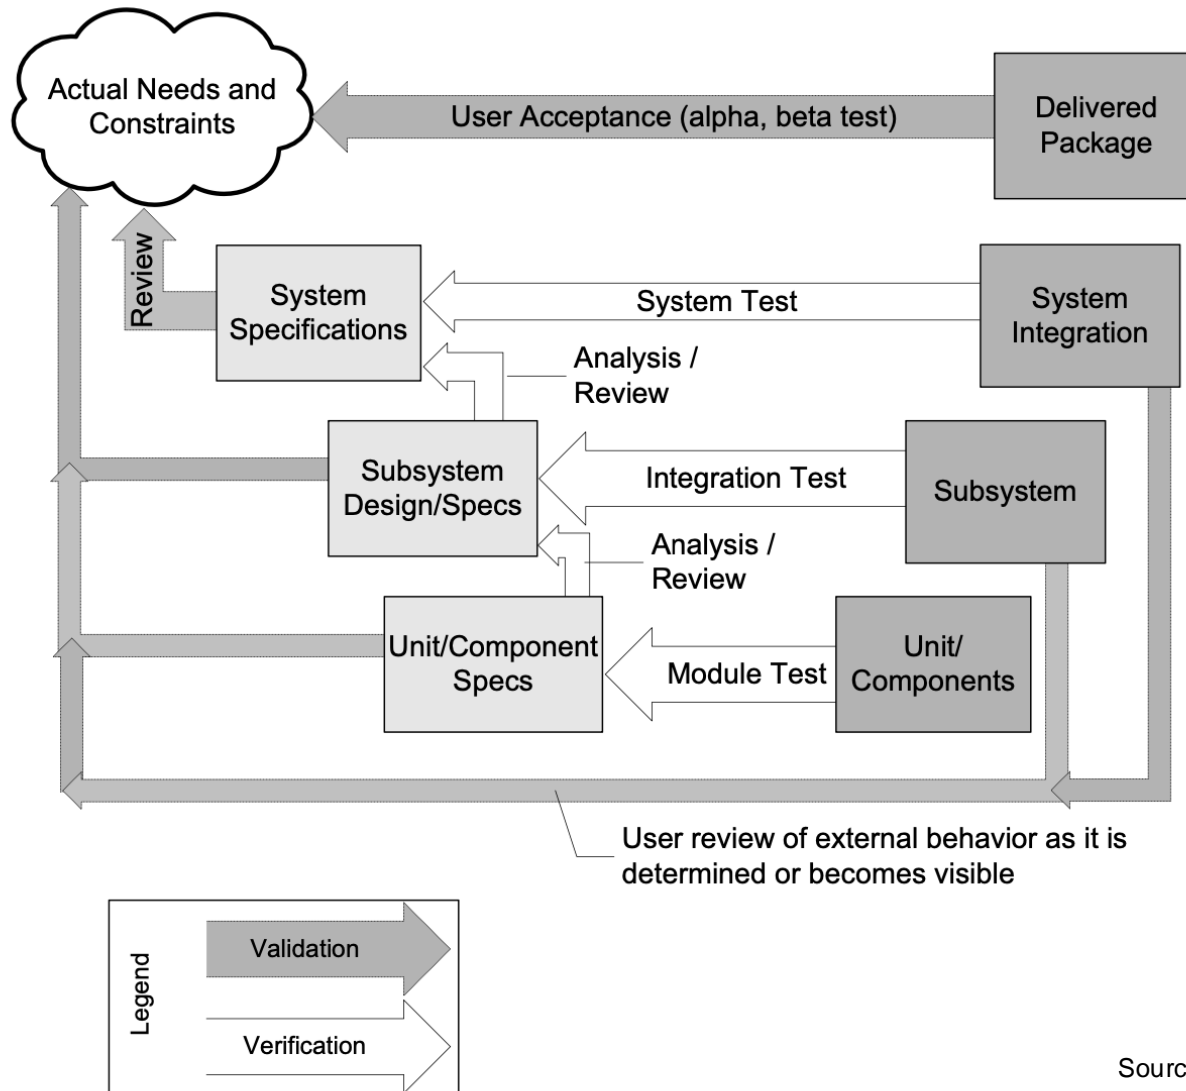 Actual Needs and
Constraints
User Acceptance (alpha, beta test)
Delivered
Package
Review
System
Specifications
System Test
System
Integration
Analysis /
Review
Subsystem
Design/Specs
Integration Test
Subsystem
Analysis /
Review
Unit/Component
Specs
Module Test
Unit/
Components
User review of external behavior as it is
determined or becomes visible
Legend
Validation
Verification
Sourc